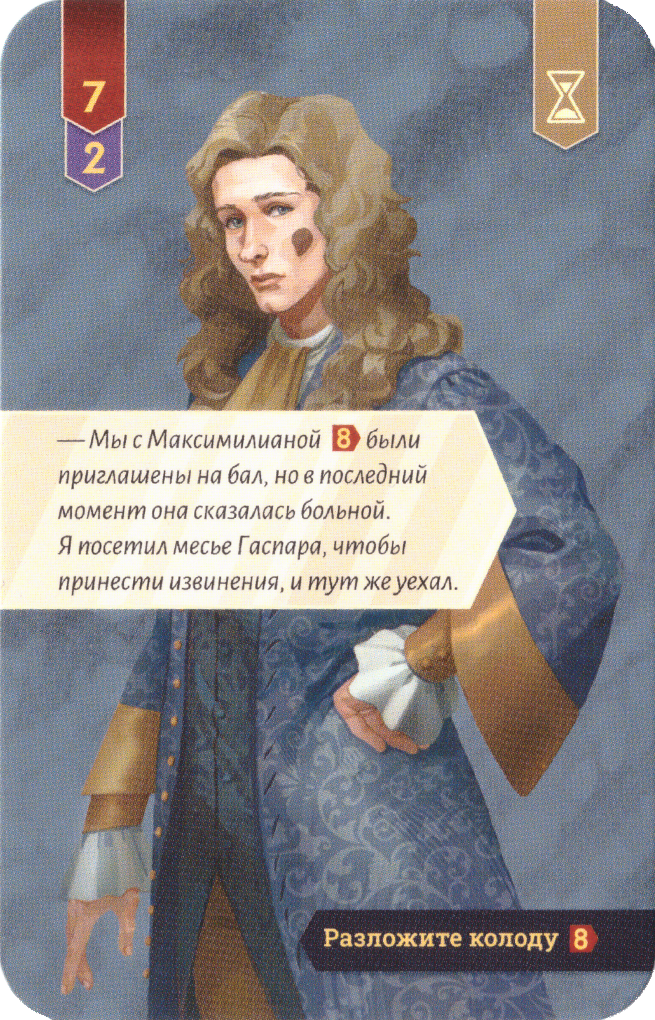 7
2
— Мы с Максимилианой 8 были
приглашены на бал, но в последний
момент она сказалась больной.
Я посетил месье Гаспара, чтобы
принести извинения, и тут же уехал.
Разложите колоду 8